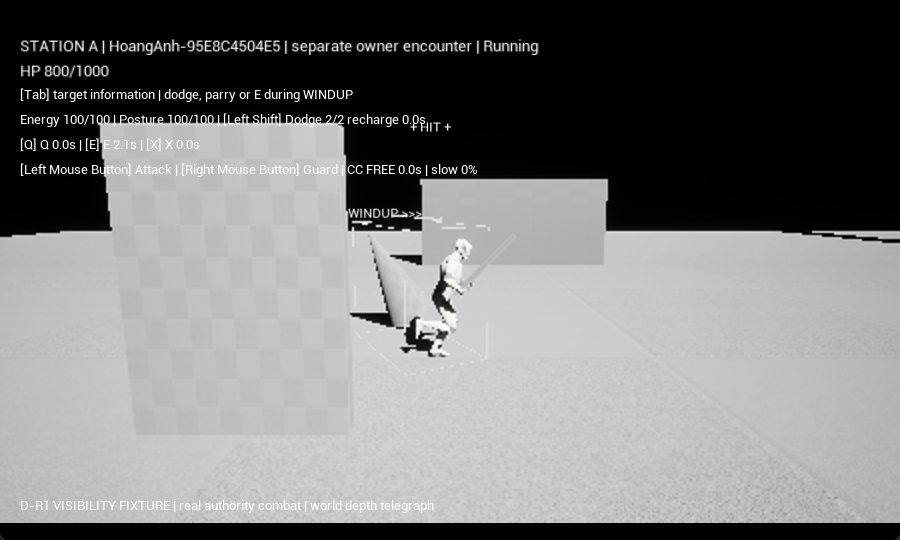 STATION A | HoangAnh-95E8C4504E5 | separate owner encounter | Running
HP 800/1000
[Tab] target information | dodge, parry or E during WINDUP
Energy 100/100 | Posture 100/100 | [Left Shift] Dodge 2/2 recharge 0.0s
+ HIT +
[Q] Q 0.0s | [E] E 2.1s | [X] X 0.0s
[Left Mouse Button] Attack | [Right Mouse Button] Guard | CC FREE 0.0s | slow 0%
WINDUP >>>
D-R1 VISIBILITY FIXTURE | real authority combat | world depth telegraph